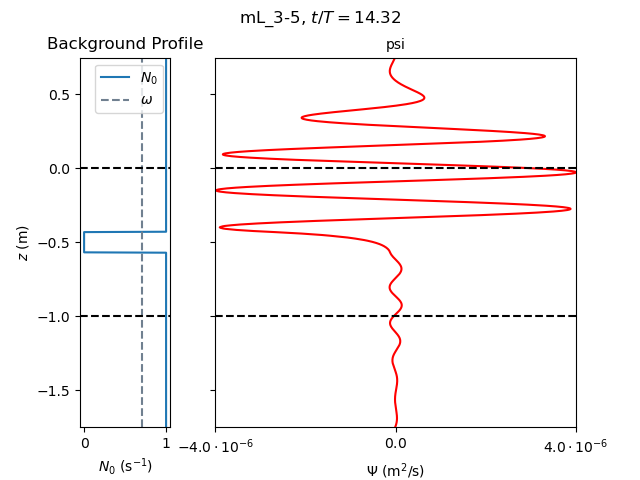 mL_3-5, t/T = 14.32
Background Profile
psi
N₀
ω
0.5
0.0
−0.5
−1.0
−1.5
z (m)
0 1
N₀ (s⁻¹)
−4.0 · 10⁻⁶ 0.0 4.0 · 10⁻⁶
Ψ (m²/s)